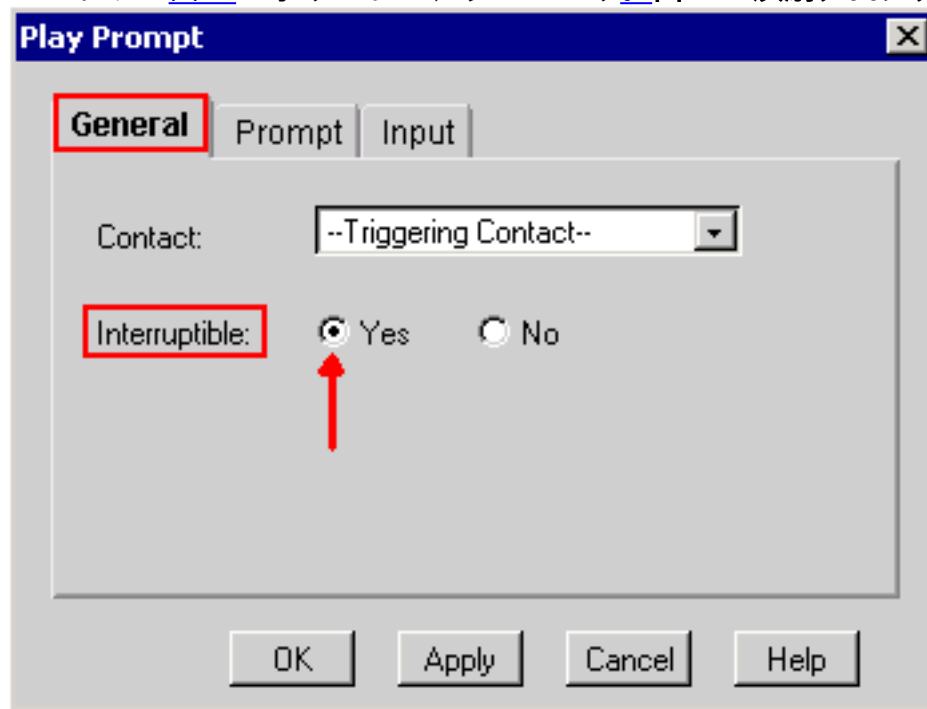 Play Prompt
General Prompt Input
Contact: --Triggering Contact--
Interruptible: Yes No
OK Apply Cancel Help